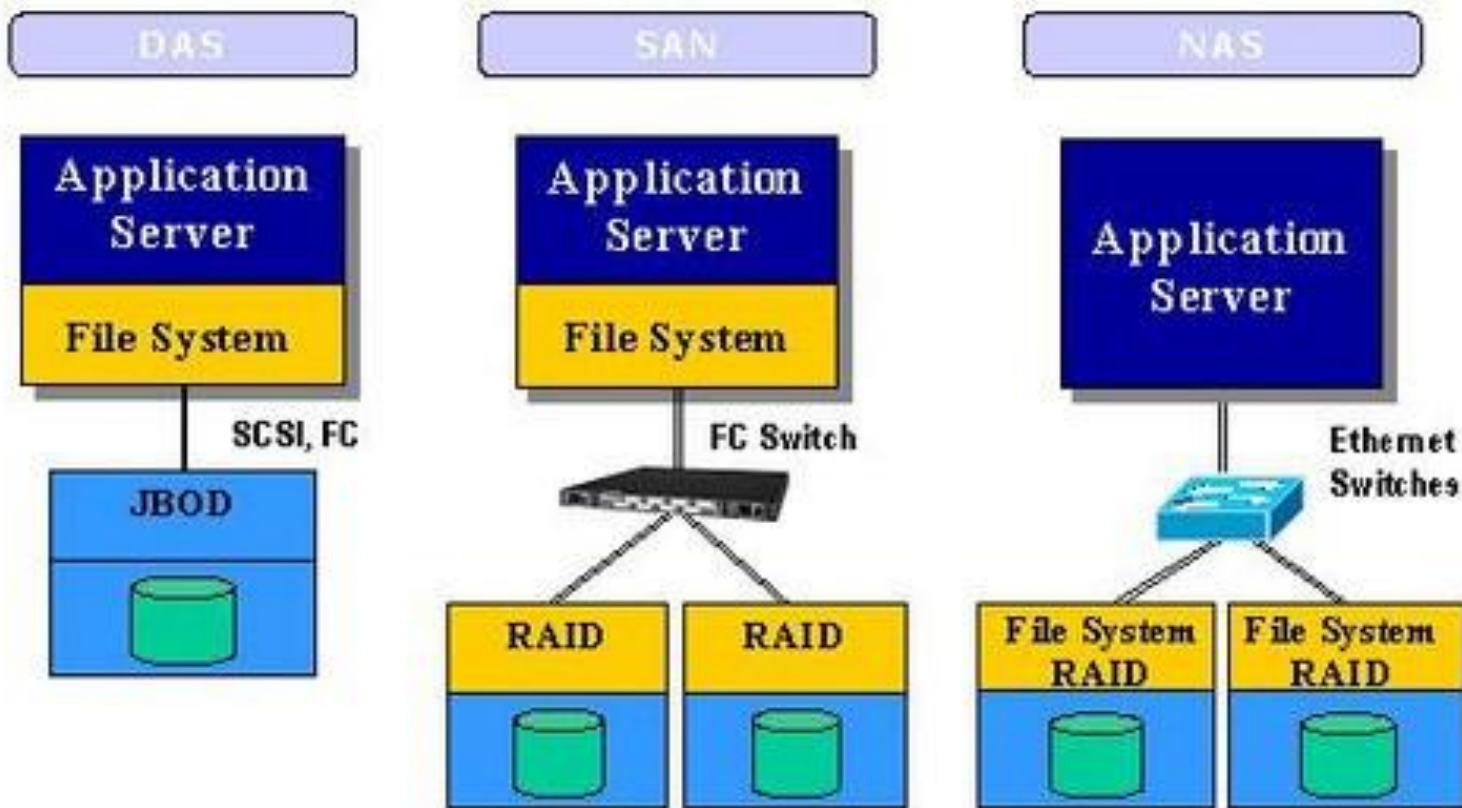 DAS
SAN
NAS
Application
Server
File System
SCSI, FC
JBOD
Application
Server
File System
FC Switch
RAID
RAID
Application
Server
Ethernet
Switches
File System
RAID
File System
RAID